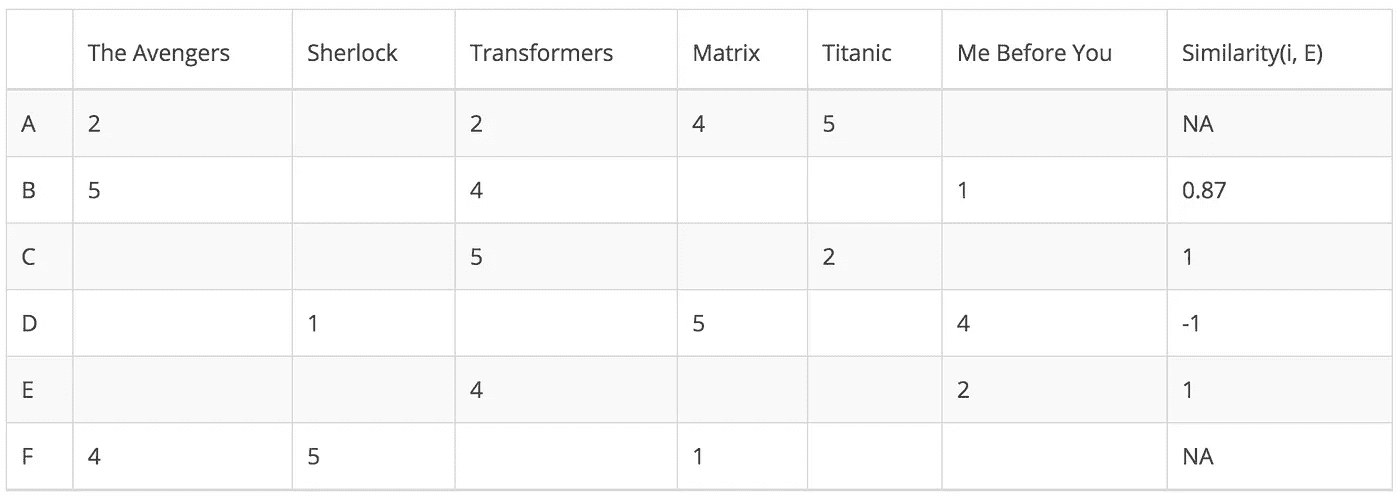 The Avengers Sherlock Transformers Matrix Titanic Me Before You Similarity(i, E)
A 2 2 4 5 NA
B 5 4 1 0.87
C 5 2 1
D 1 5 4 -1
E 4 2 1
F 4 5 1 NA